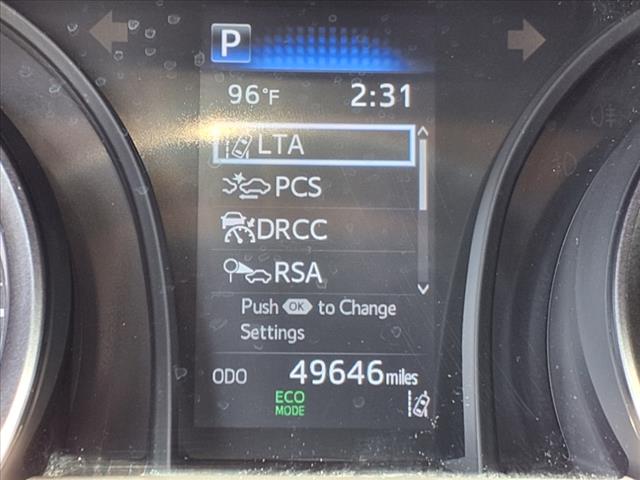 P
96°F 2:31
LTA
PCS
DRCC
RSA
Push OK to Change
Settings
ODO 49646 miles
ECO
MODE